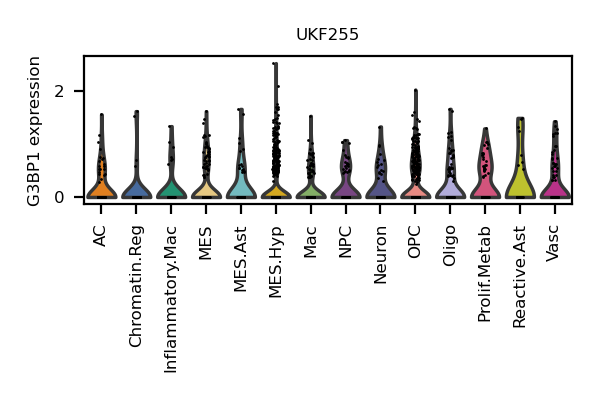 UKF255
G3BP1 expression
2
0
AC
Chromatin.Reg
Inflammatory.Mac
MES
MES.Ast
MES.Hyp
Mac
NPC
Neuron
OPC
Oligo
Prolif.Metab
Reactive.Ast
Vasc